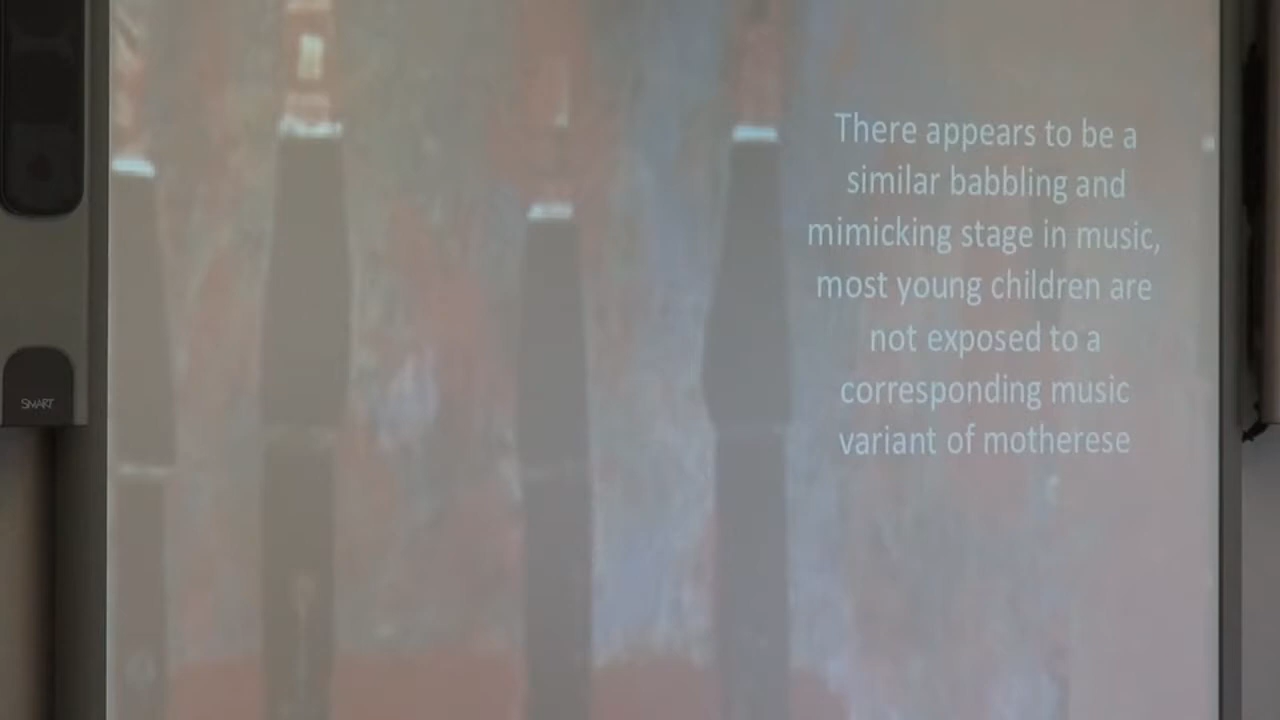 There appears to be a
similar babbling and
mimicking stage in music,
most young children are
not exposed to a
corresponding music
variant of motherese
SMART